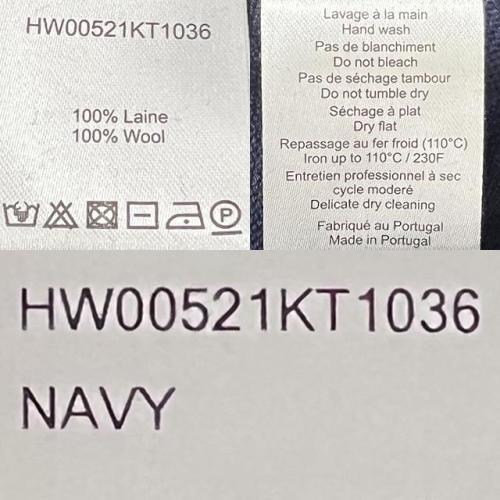 HW00521KT1036
100% Laine
100% Wool
P
Lavage à la main
Hand wash
Pas de blanchiment
Do not bleach
Pas de séchage tambour
Do not tumble dry
Séchage à plat
Dry flat
Repassage au fer froid (110°C)
Iron up to 110°C / 230F
Entretien professionnel à sec
cycle moderé
Delicate dry cleaning
Fabriqué au Portugal
Made in Portugal
HW00521KT1036
NAVY